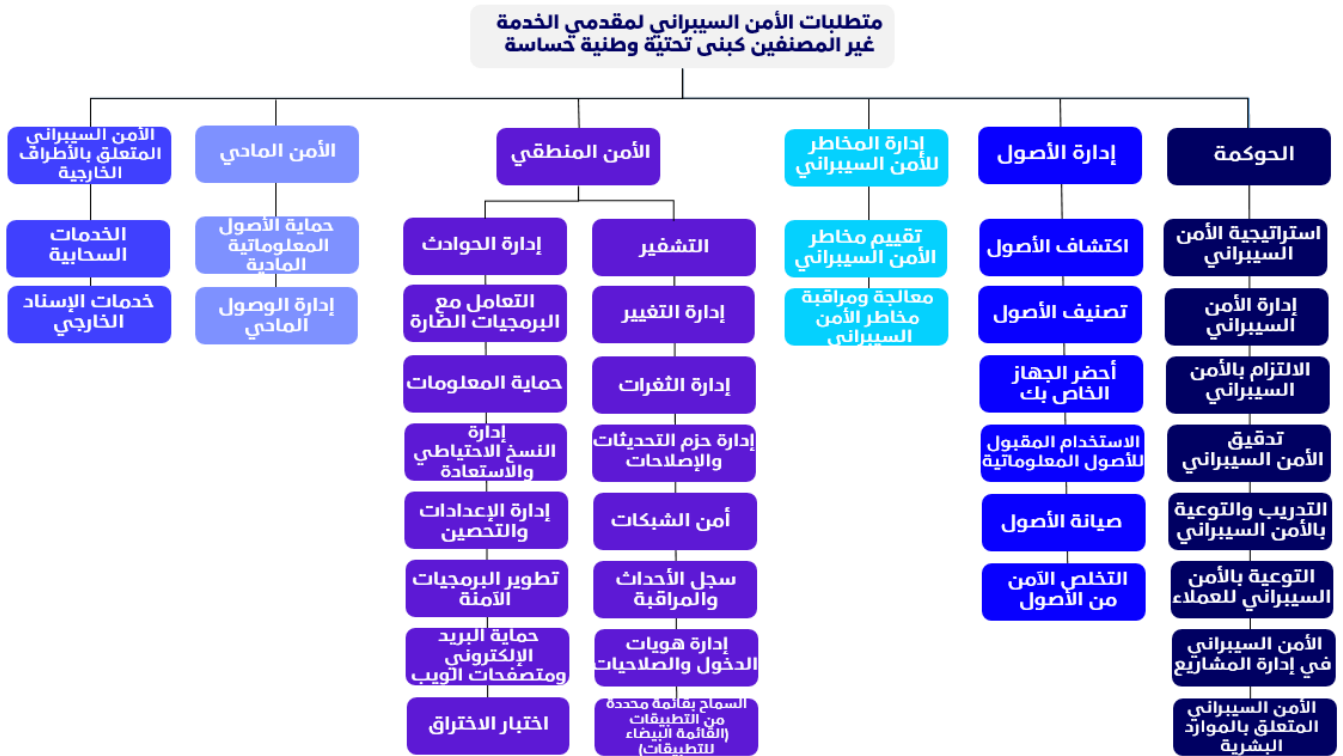 متطلبات الأمن السيبراني لمقدمي الخدمة
غير المصنفين كبنى تحتية وطنية حساسة
الحوكمة
استراتيجية الأمن
السيبراني
إدارة الأمن
السيبراني
الالتزام بالأمن
السيبراني
تدقيق
الأمن السيبراني
التدريب والتوعية
بالأمن السيبراني
التوعية بالأمن
السيبراني للعملاء
الأمن السيبراني
في إدارة المشاريع
الأمن السيبراني
المتعلق بالموارد
البشرية
إدارة الأصول
اكتشاف الأصول
تصنيف الأصول
أحضر الجهاز
الخاص بك
الاستخدام المقبول
للأصول المعلوماتية
صيانة الأصول
التخلص الآمن
من الأصول
إدارة المخاطر
للأمن السيبراني
تقييم مخاطر
الأمن السيبراني
معالجة ومراقبة
مخاطر الأمن
السيبراني
الأمن المنطقي
التشفير
إدارة التغيير
إدارة الثغرات
إدارة حزم التحديثات
والإصلاحات
أمن الشبكات
سجل الأحداث
والمراقبة
إدارة هويات
الدخول والصلاحيات
السماح بقائمة محددة
من التطبيقات
(القائمة البيضاء
للتطبيقات)
إدارة الحوادث
التعامل مع
البرمجيات الضارة
حماية المعلومات
إدارة
النسخ الاحتياطي
والاستعادة
إدارة الإعدادات
والتحصين
تطوير البرمجيات
الآمنة
حماية البريد
الإلكتروني
ومتصفحات الويب
اختبار الاختراق
الأمن المادي
حماية الأصول
المعلوماتية
المادية
إدارة الوصول
المادي
الأمن السيبراني
المتعلق بالأطراف
الخارجية
الخدمات
السحابية
خدمات الإسناد
الخارجي